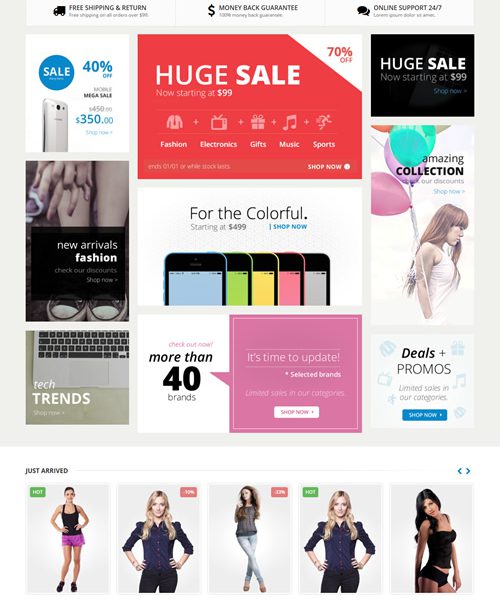 FREE SHIPPING & RETURN
Free shipping on all orders over $99.
MONEY BACK GUARANTEE
100% money back guarantee.
ONLINE SUPPORT 24/7
Lorem ipsum dolor sit amet.
SALE
40%
OFF
MOBILE
MEGA SALE
$450.00
$350.00
Shop now >
70%
OFF
HUGE SALE
Now starting at $99
Fashion + Electronics + Gifts + Music + Sports
ends 01/01 or while stock lasts.
SHOP NOW
HUGE SALE
Now starting at $99
Shop now >
amazing
COLLECTION
check our discounts
Shop now >
new arrivals
fashion
check our discounts
Shop now >
For the Colorful.
Starting at $499 | SHOP NOW
tech
TRENDS
Shop now >
check out now!
more than
40
brands
It's time to update!
* Selected brands
Limited sales in our categories.
SHOP NOW
Deals +
PROMOS
Limited sales in
our categories.
SHOP NOW
JUST ARRIVED
HOT
-10%
-33%
HOT